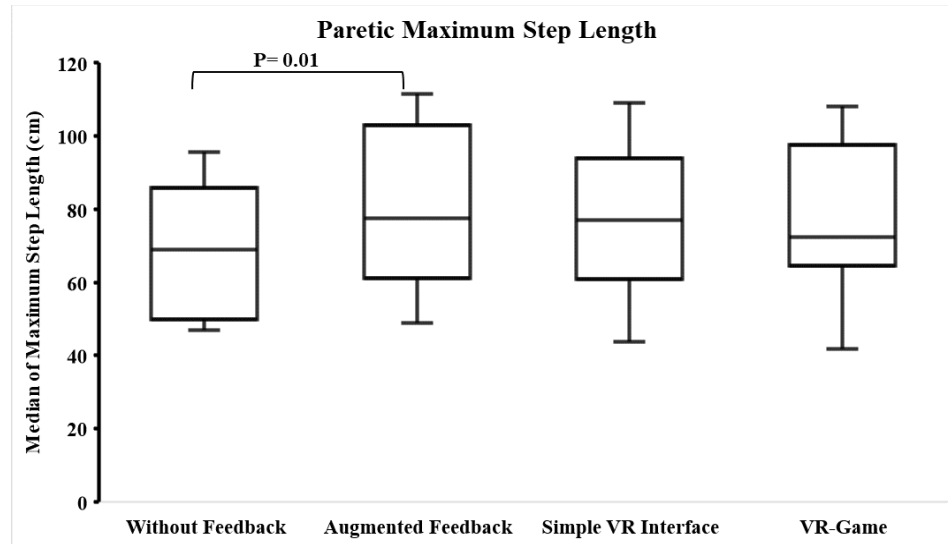 Paretic Maximum Step Length
P= 0.01
Median of Maximum Step Length (cm)
120
100
80
60
40
20
0
Without Feedback
Augmented Feedback
Simple VR Interface
VR-Game